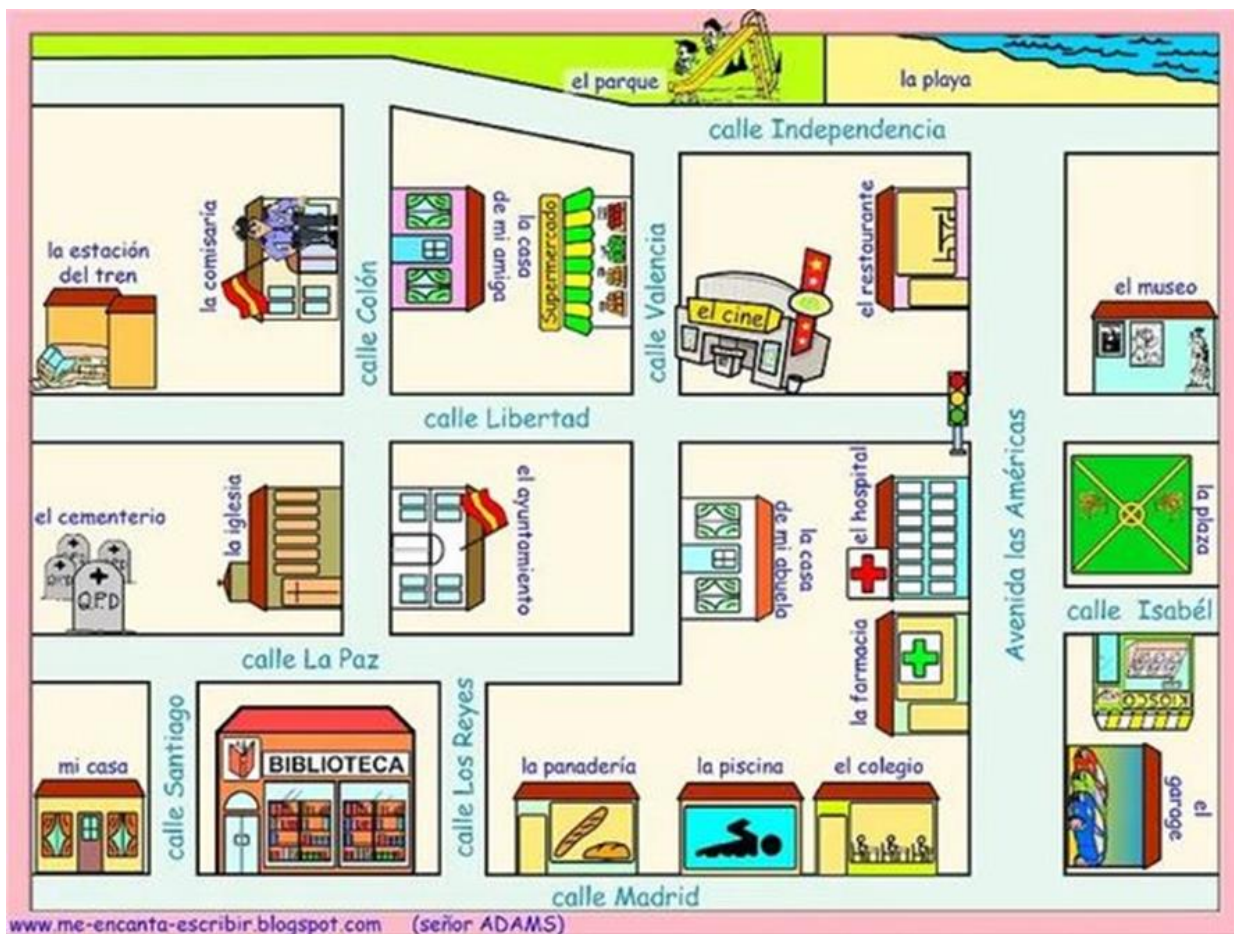 el parque
la playa
calle Independencia
la estación
del tren
la comisaría
calle Colón
la casa
de mi amiga
Supermercado
calle Valencia
el cine
el restaurante
el museo
calle Libertad
Avenida las Américas
el cementerio
Q.P.D
la iglesia
el ayuntamiento
la casa
de mi abuela
el hospital
la plaza
calle Isabél
calle La Paz
la farmacia
KIOSCO
mi casa
calle Santiago
BIBLIOTECA
calle Los Reyes
la panadería
la piscina
el colegio
el
garage
calle Madrid
www.me-encanta-escribir.blogspot.com (señor ADAMS)